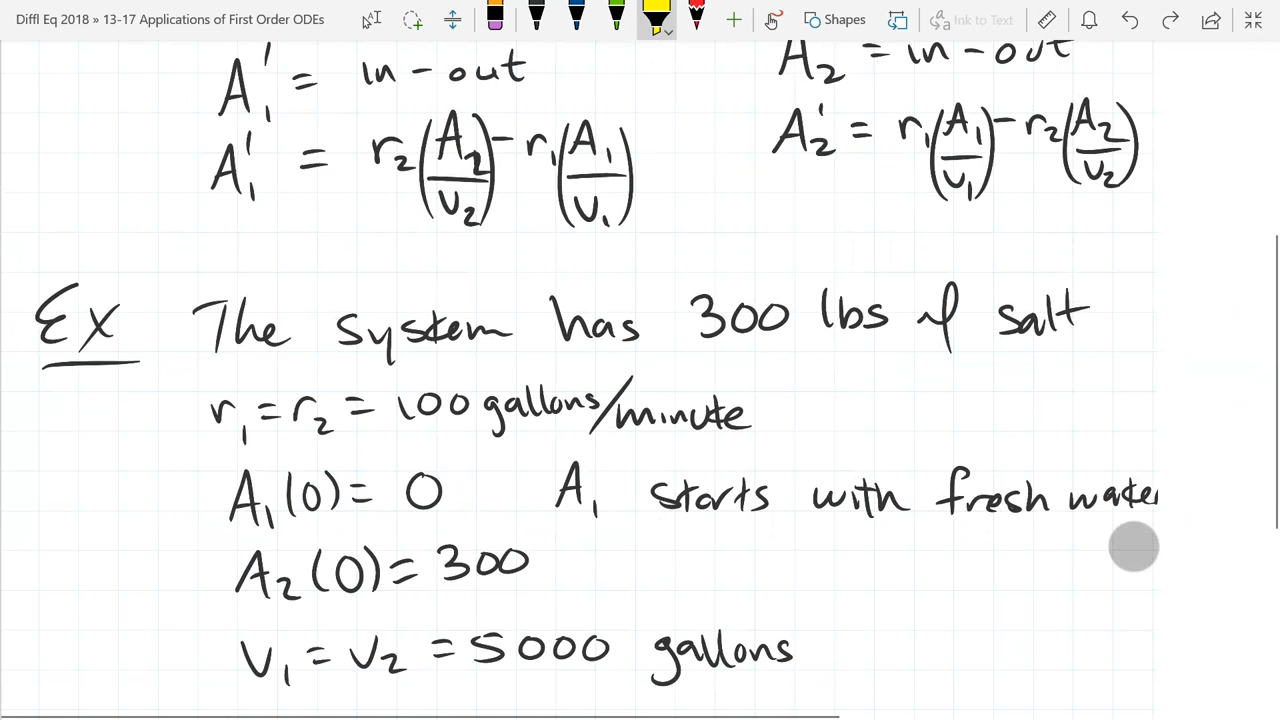 Diffl Eq 2018 » 13-17 Applications of First Order ODEs
Shapes
Ink to Text
A₁' = in - out
A₁' = r₂(A₂/v₂) - r₁(A₁/v₁)
A₂ = in - out
A₂' = r₁(A₁/v₁) - r₂(A₂/v₂)
Ex The system has 300 lbs of salt
r₁ = r₂ = 100 gallons/minute
A₁(0) = 0 A₁ starts with fresh water
A₂(0) = 300
v₁ = v₂ = 5000 gallons